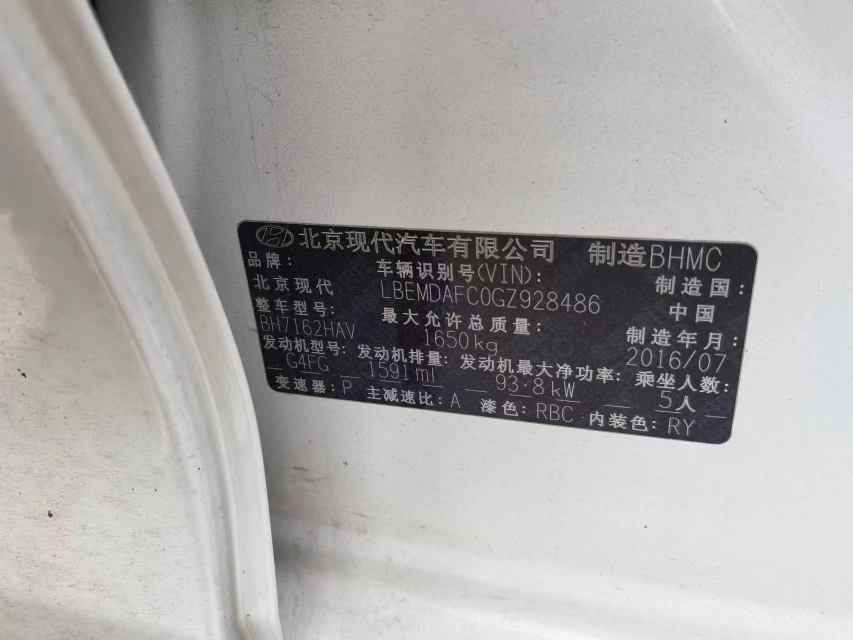 北京现代汽车有限公司 制造BHMC
品牌: 车辆识别号(VIN): 制造国:
北京现代 LBEMDAFC0GZ928486 中国
整车型号: 最大允许总质量: 制造年月:
BH7162HAV 1650kg 2016/07
发动机型号: 发动机排量: 发动机最大净功率: 乘坐人数:
G4FG 1591ml 93.8kW 5人
变速器: P 主减速比: A 漆色: RBC 内装色: RY